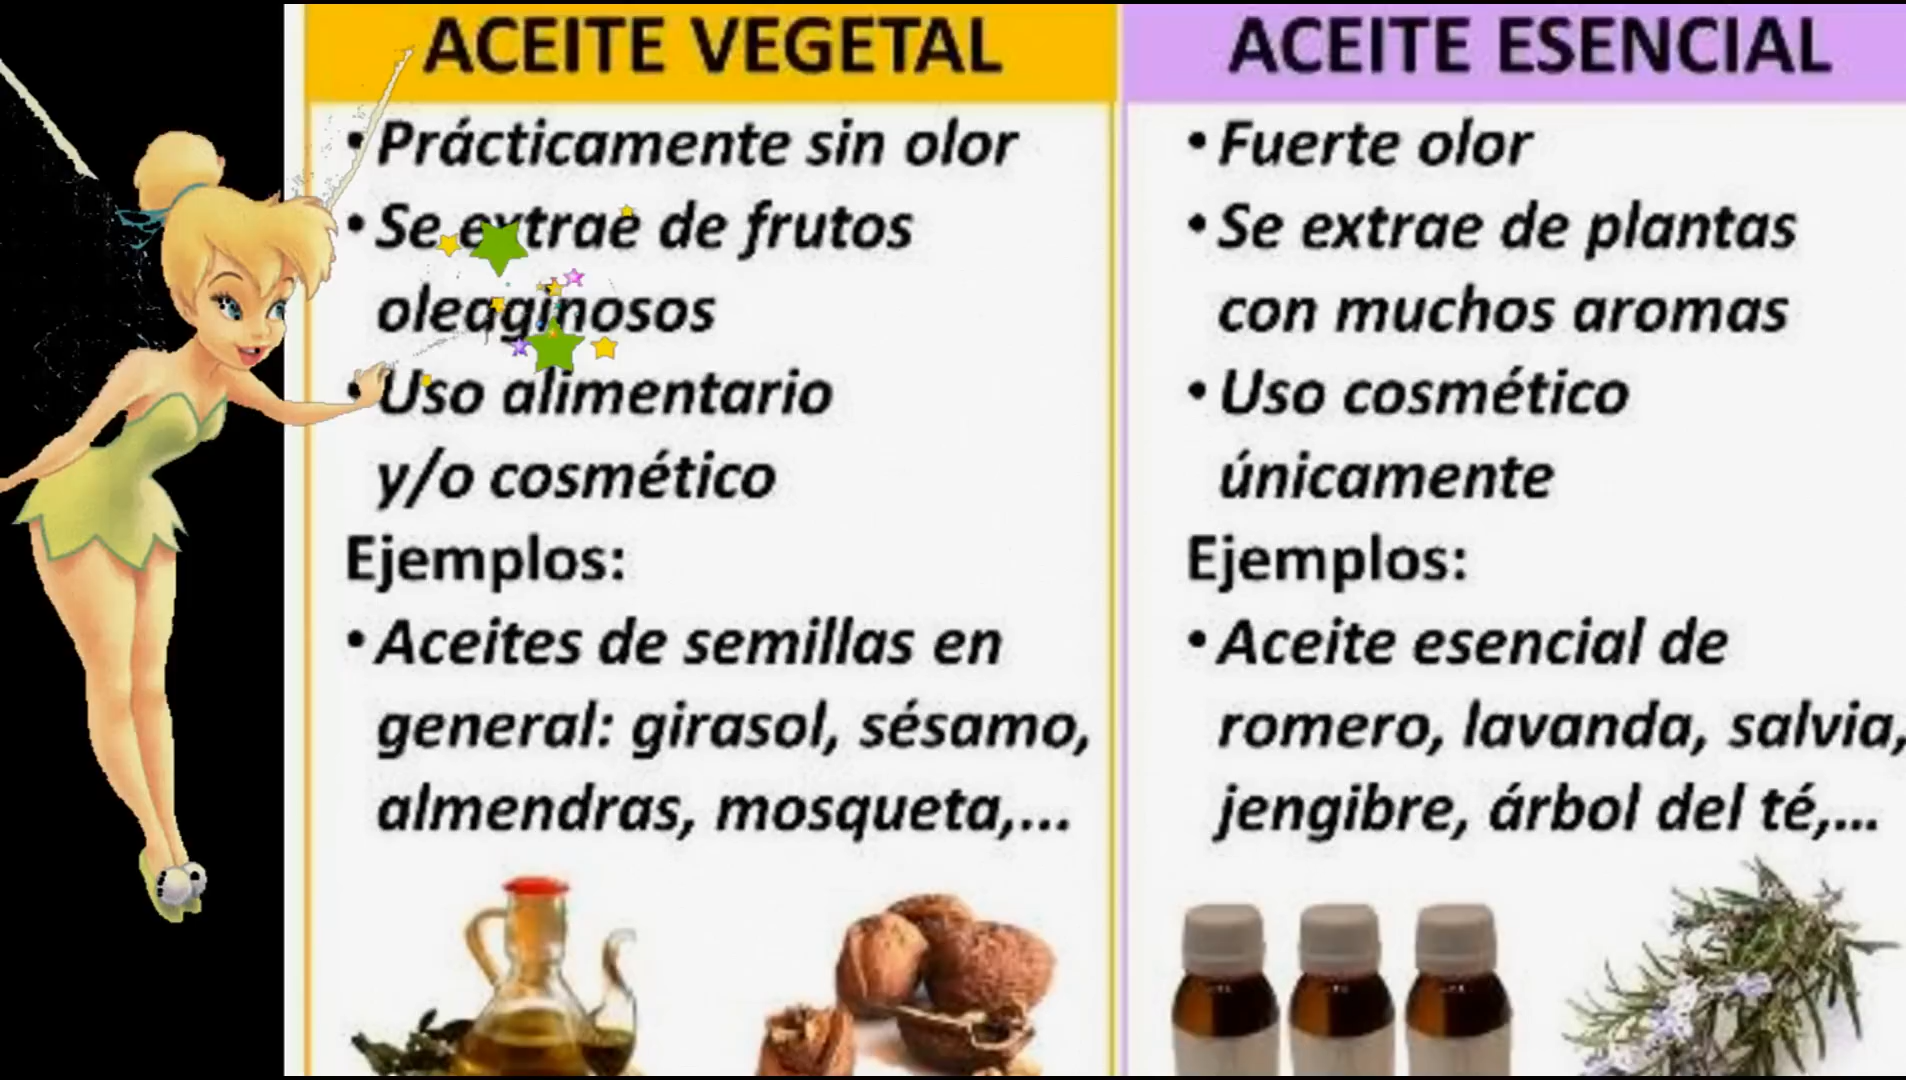 ACEITE VEGETAL
• Prácticamente sin olor
• Se extrae de frutos
oleaginosos
• Uso alimentario
y/o cosmético
Ejemplos:
• Aceites de semillas en
general: girasol, sésamo,
almendras, mosqueta,...
ACEITE ESENCIAL
• Fuerte olor
• Se extrae de plantas
con muchos aromas
• Uso cosmético
únicamente
Ejemplos:
• Aceite esencial de
romero, lavanda, salvia,
jengibre, árbol del té,...